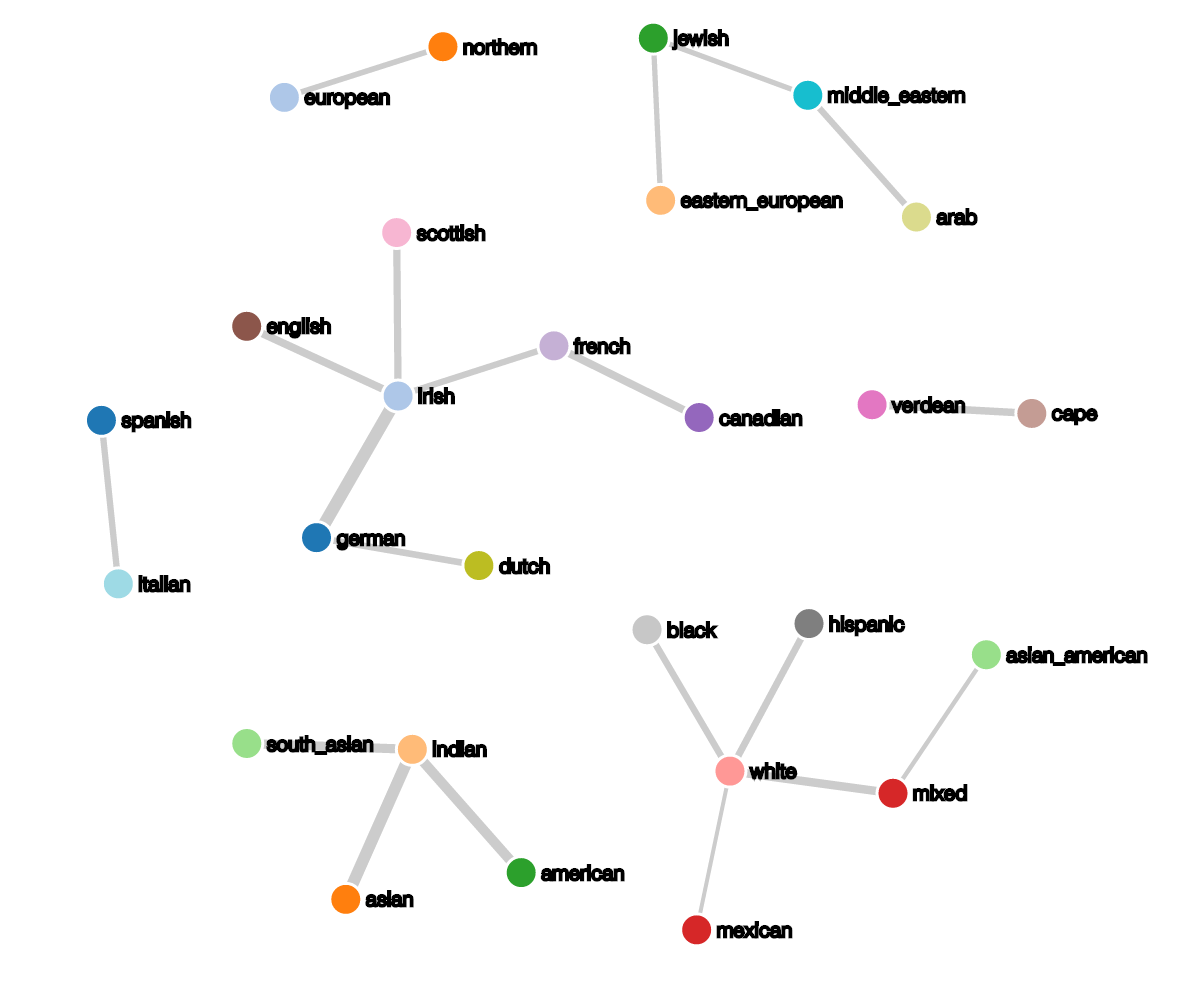 northern
jewish
european
middle_eastern
eastern_european
arab
scottish
english
french
irish
spanish
canadian
verdean
cape
german
dutch
italian
black
hispanic
asian_american
south_asian
indian
white
mixed
american
asian
mexican